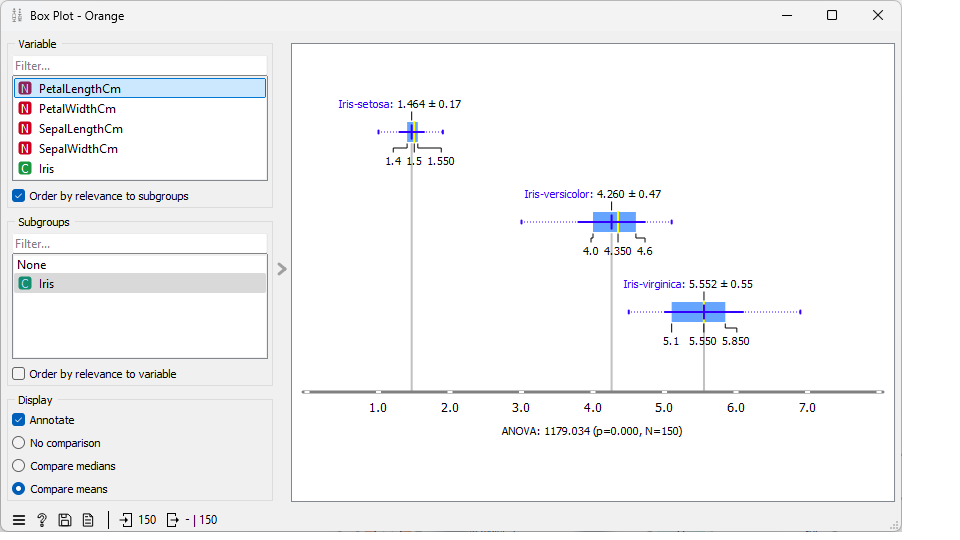 Box Plot - Orange
Variable
Filter...
N PetalLengthCm
N PetalWidthCm
N SepalLengthCm
N SepalWidthCm
C Iris
Order by relevance to subgroups
Subgroups
Filter...
None
C Iris
Order by relevance to variable
Display
Annotate
No comparison
Compare medians
Compare means
? 150 - | 150
Iris-setosa: 1.464 ± 0.17
1.4 1.5 1.550
Iris-versicolor: 4.260 ± 0.47
4.0 4.350 4.6
Iris-virginica: 5.552 ± 0.55
5.1 5.550 5.850
1.0 2.0 3.0 4.0 5.0 6.0 7.0
ANOVA: 1179.034 (p=0.000, N=150)